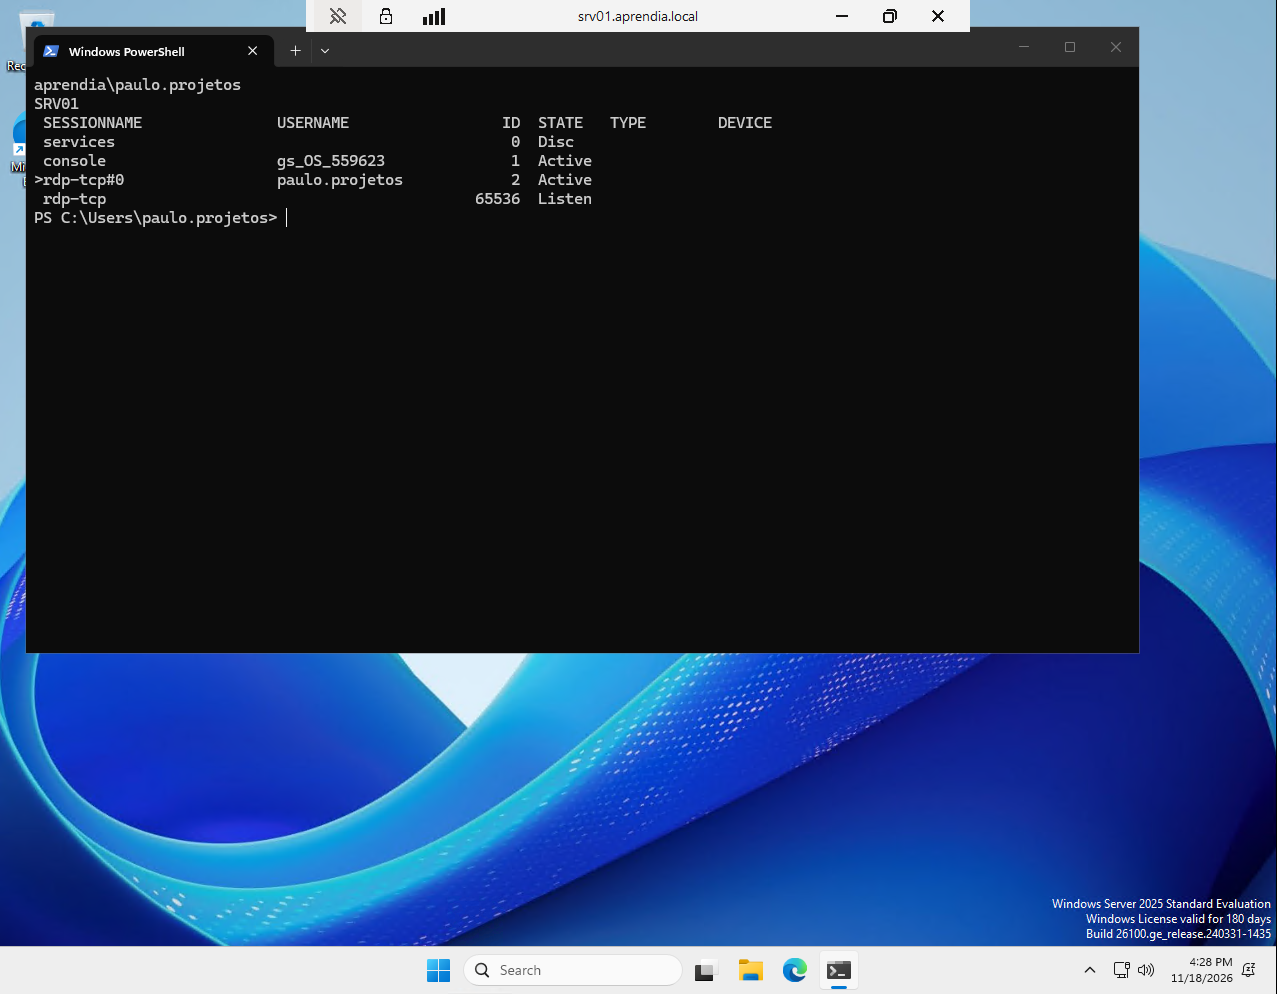 srv01.aprendia.local
Windows PowerShell
aprendia\paulo.projetos
SRV01
SESSIONNAME USERNAME ID STATE TYPE DEVICE
services 0 Disc
console gs_OS_559623 1 Active
>rdp-tcp#0 paulo.projetos 2 Active
rdp-tcp 65536 Listen
PS C:\Users\paulo.projetos>
Rec
Mi
E
Windows Server 2025 Standard Evaluation
Windows License valid for 180 days
Build 26100.ge_release.240331-1435
Search
4:28 PM
11/18/2026